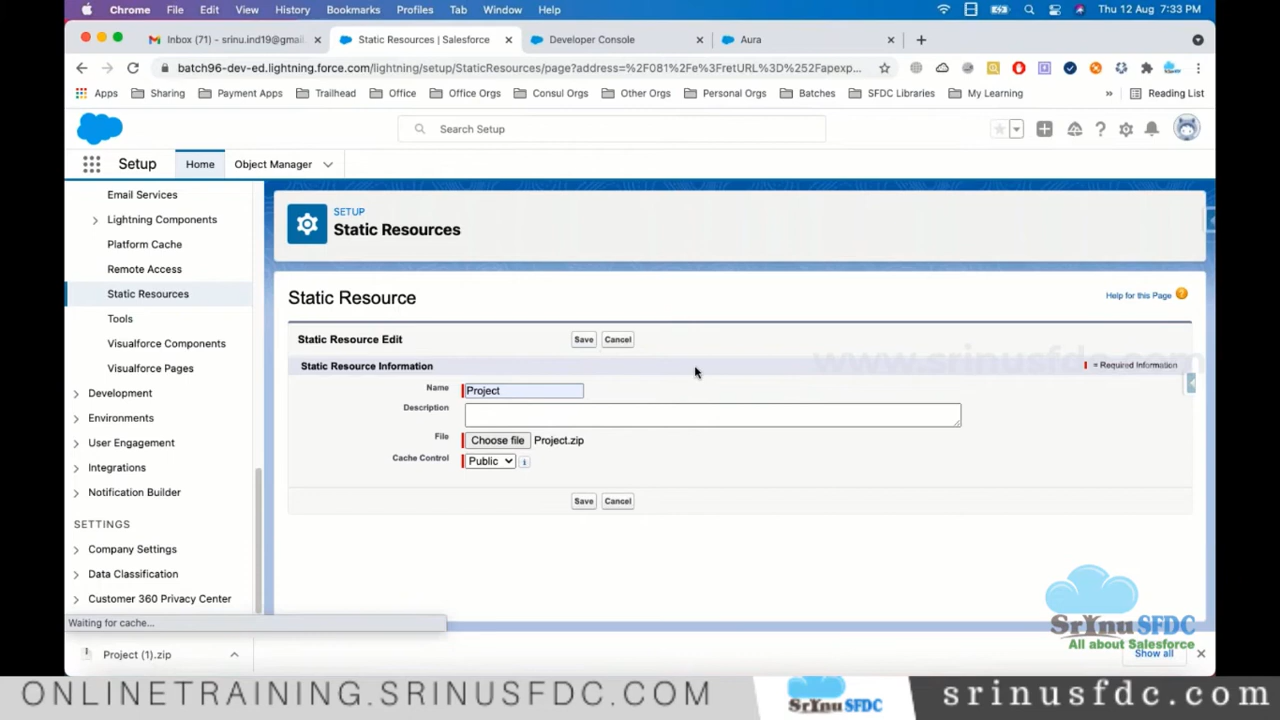 Chrome File Edit View History Bookmarks Profiles Tab Window Help Thu 12 Aug 7:33 PM
Inbox (71) - srinu.ind19@gmai Static Resources | Salesforce Developer Console Aura
batch96-dev-ed.lightning.force.com/lightning/setup/StaticResources/page?address=%2F081%2Fe%3FretURL%3D%252Fapexp...
Apps Sharing Payment Apps Trailhead Office Office Orgs Consul Orgs Other Orgs Personal Orgs Batches SFDC Libraries My Learning » Reading List
Search Setup
Setup Home Object Manager
Email Services
Lightning Components
Platform Cache
Remote Access
Static Resources
Tools
Visualforce Components
Visualforce Pages
Development
Environments
User Engagement
Integrations
Notification Builder
SETTINGS
Company Settings
Data Classification
Customer 360 Privacy Center
SETUP
Static Resources
Static Resource
Help for this Page ?
Static Resource Edit Save Cancel
www.srinusfdc.com
Static Resource Information = Required Information
Name Project
Description
File Choose file Project.zip
Cache Control Public i
Save Cancel
Waiting for cache...
SrinuSFDC
All about Salesforce
Project (1).zip Show all
ONLINETRAINING.SRINUSFDC.COM SrinuSFDC srinusfdc.com